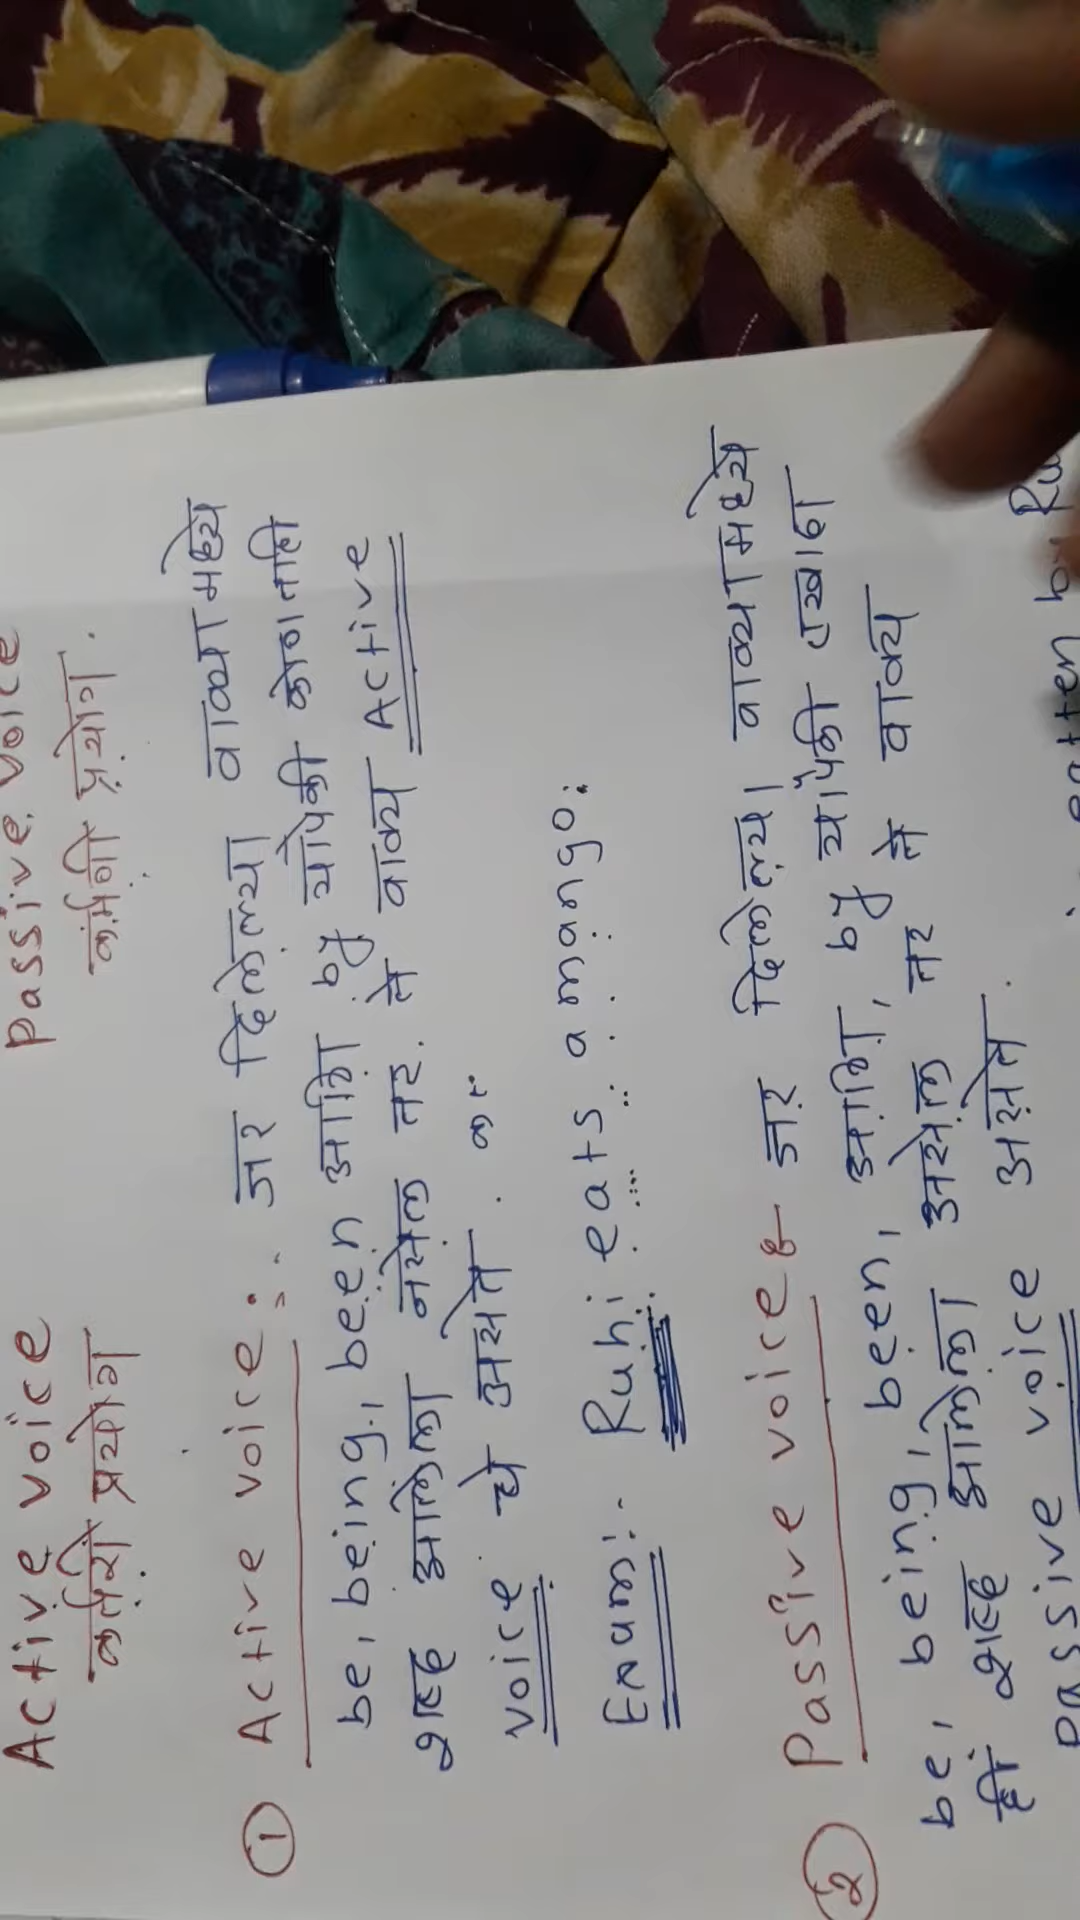 Active voice Passive voice
कर्तरी प्रयोग कर्मणी प्रयोग.
① Active voice :- जर दिलेल्या वाक्यामध्ये
be, being, been आणि by यापैकी कोणताही
शब्द आलेला नसेल तर. ते वाक्य Active
voice चे असते.
Exam:- Ruhi eats a mango.
② Passive voice :- जर दिलेल्या वाक्यामध्ये
be, being, been, आणि, by यापैकी एखादा
ही शब्द आलेला असेल तर ते वाक्य
passive voice असते.
by Ru